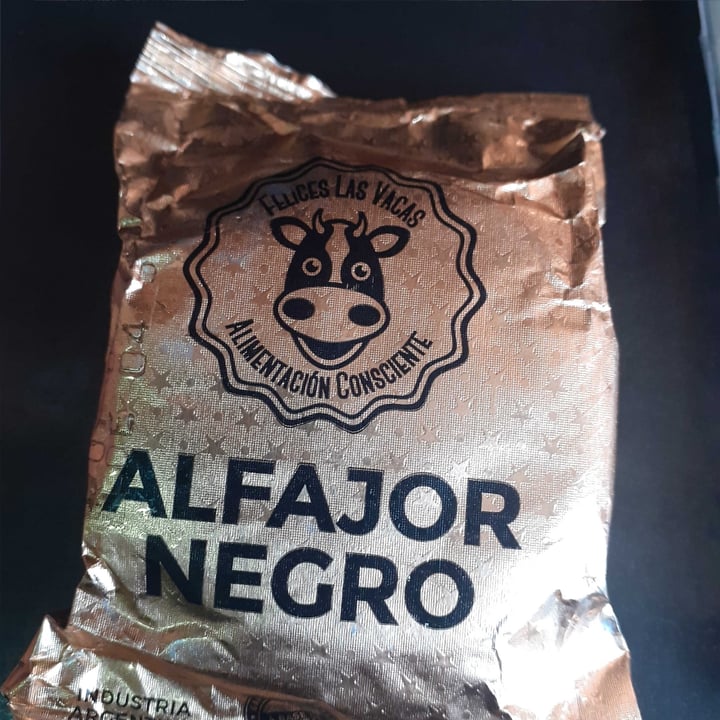 FELICES LAS VACAS
ALIMENTACIÓN CONSCIENTE
ALFAJOR
NEGRO
INDUSTRIA